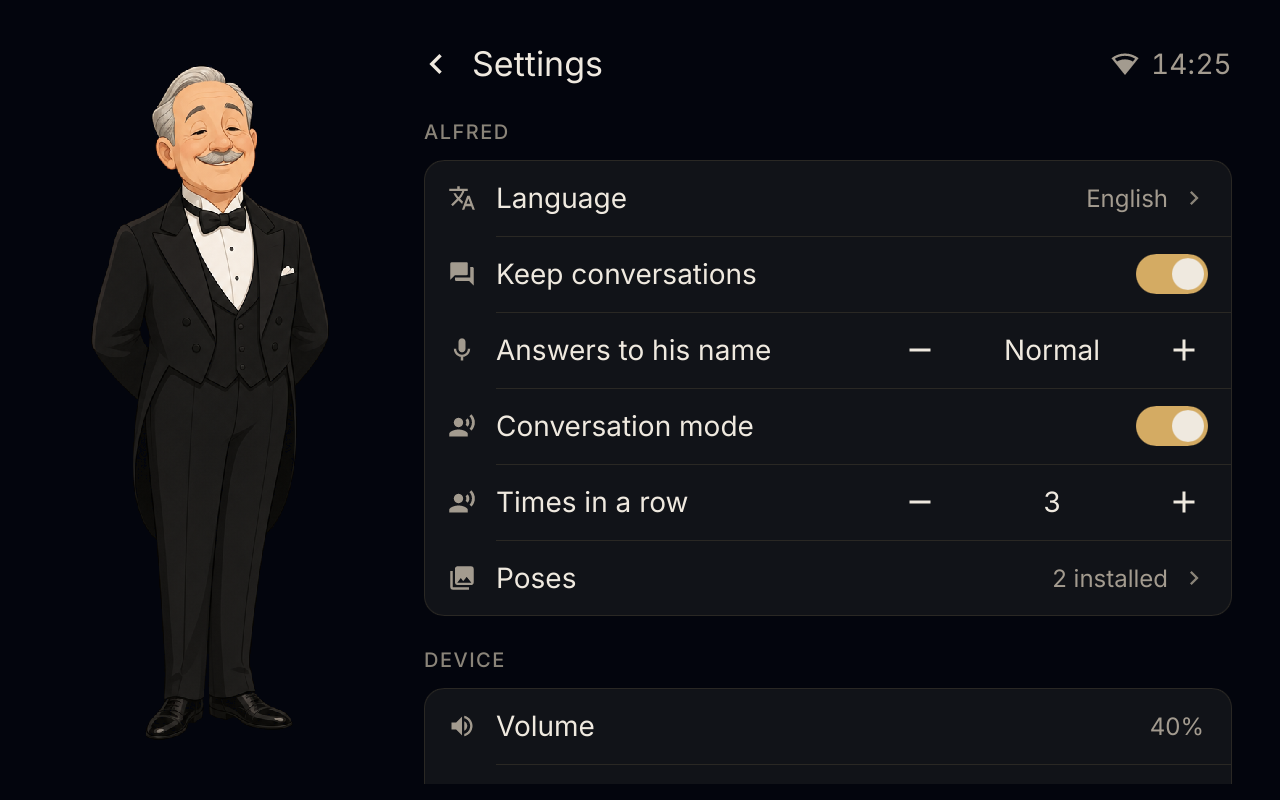 Settings
14:25
ALFRED
Language
English
Keep conversations
Answers to his name
Normal
Conversation mode
Times in a row
3
Poses
2 installed
DEVICE
Volume
40%